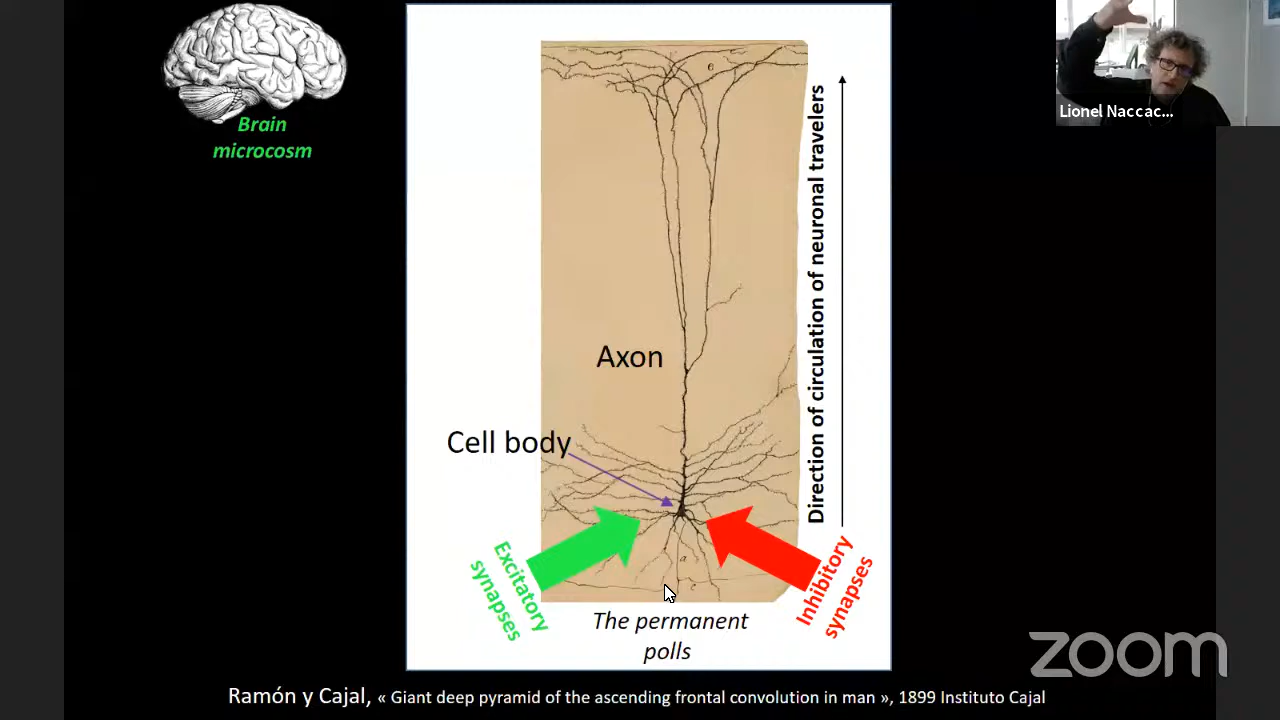 Brain
microcosm
Lionel Naccac...
Direction of circulation of neuronal travelers
Axon
Cell body
Excitatory
synapses
Inhibitory
synapses
The permanent
polls
zoom
Ramón y Cajal, « Giant deep pyramid of the ascending frontal convolution in man », 1899 Instituto Cajal